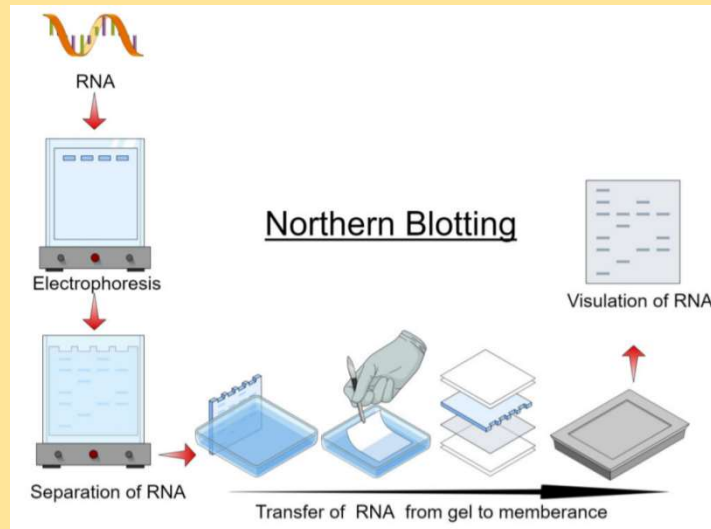 RNA
Electrophoresis
Separation of RNA
Northern Blotting
Transfer of RNA from gel to memberance
Visulation of RNA